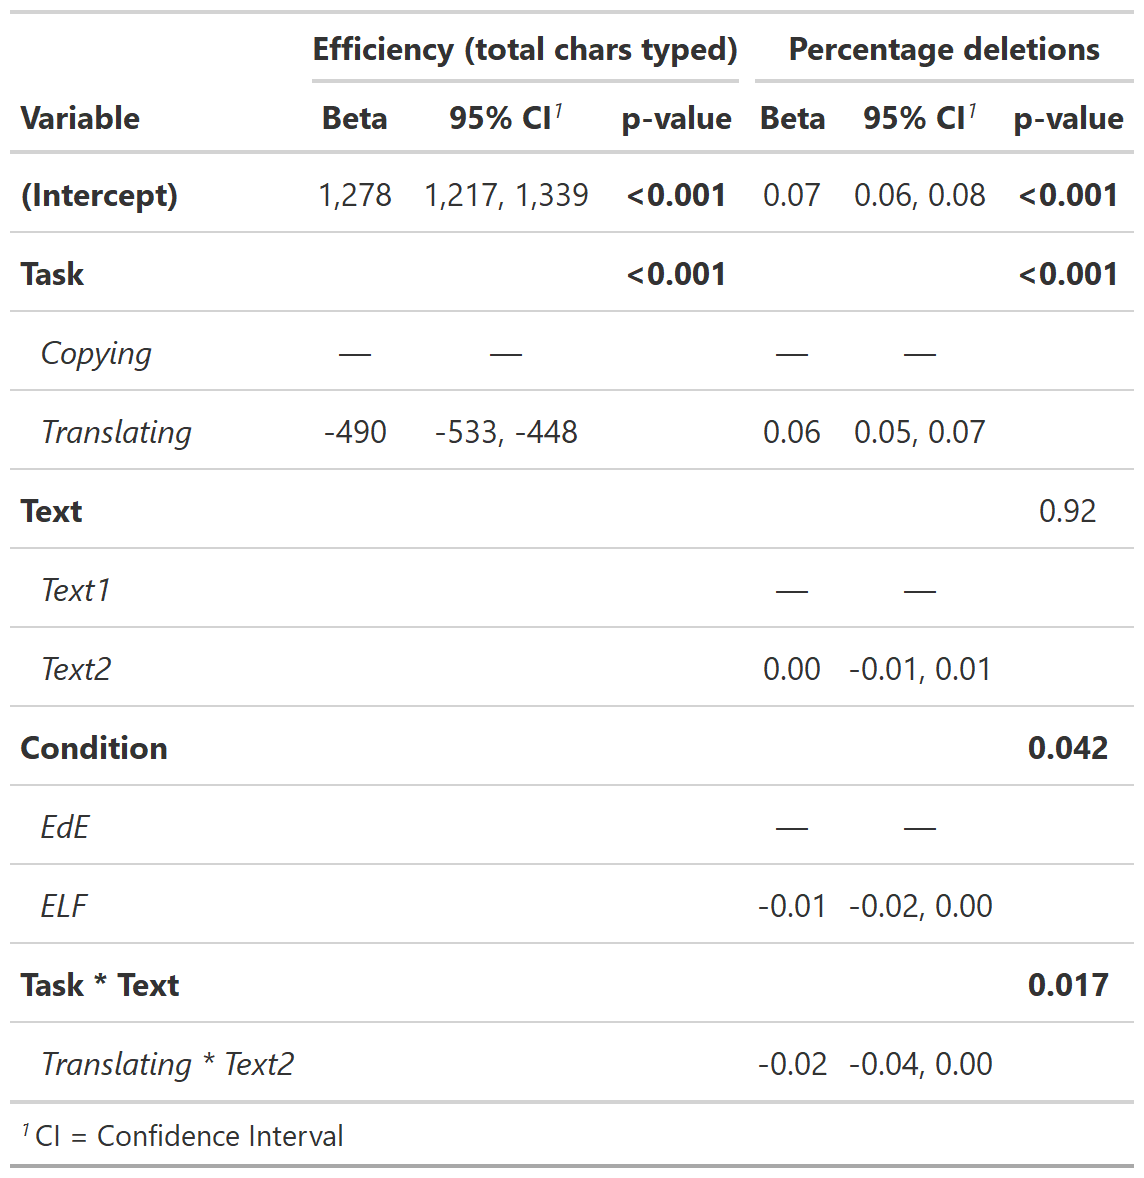 Efficiency (total chars typed) Percentage deletions
Variable Beta 95% CI1 p-value Beta 95% CI1 p-value
(Intercept) 1,278 1,217, 1,339 <0.001 0.07 0.06, 0.08 <0.001
Task <0.001 <0.001
Copying — — — —
Translating -490 -533, -448 0.06 0.05, 0.07
Text 0.92
Text1 — —
Text2 0.00 -0.01, 0.01
Condition 0.042
EdE — —
ELF -0.01 -0.02, 0.00
Task * Text 0.017
Translating * Text2 -0.02 -0.04, 0.00
1 CI = Confidence Interval